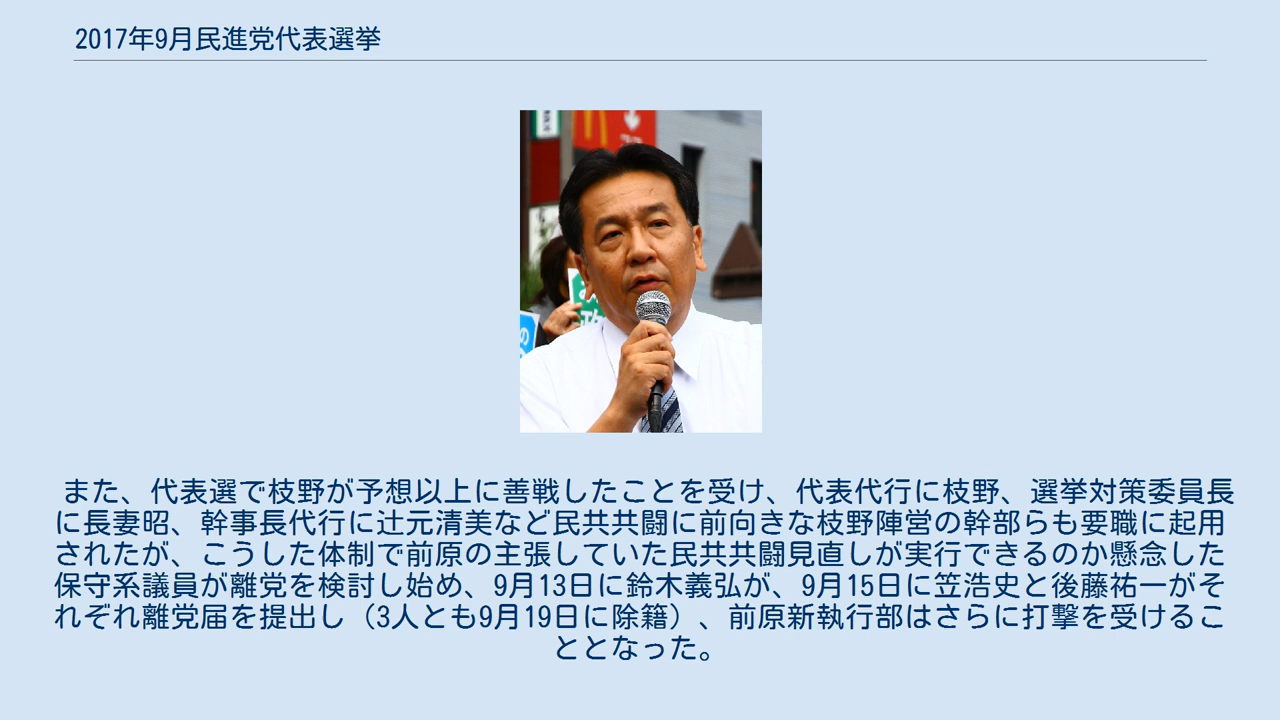 2017年9月民進党代表選挙
また、代表選で枝野が予想以上に善戦したことを受け、代表代行に枝野、選挙対策委員長
に長妻昭、幹事長代行に辻元清美など民共共闘に前向きな枝野陣営の幹部らも要職に起用
されたが、こうした体制で前原の主張していた民共共闘見直しが実行できるのか懸念した
保守系議員が離党を検討し始め、9月13日に鈴木義弘が、9月15日に笠浩史と後藤祐一がそ
れぞれ離党届を提出し（3人とも9月19日に除籍）、前原新執行部はさらに打撃を受けるこ
ととなった。